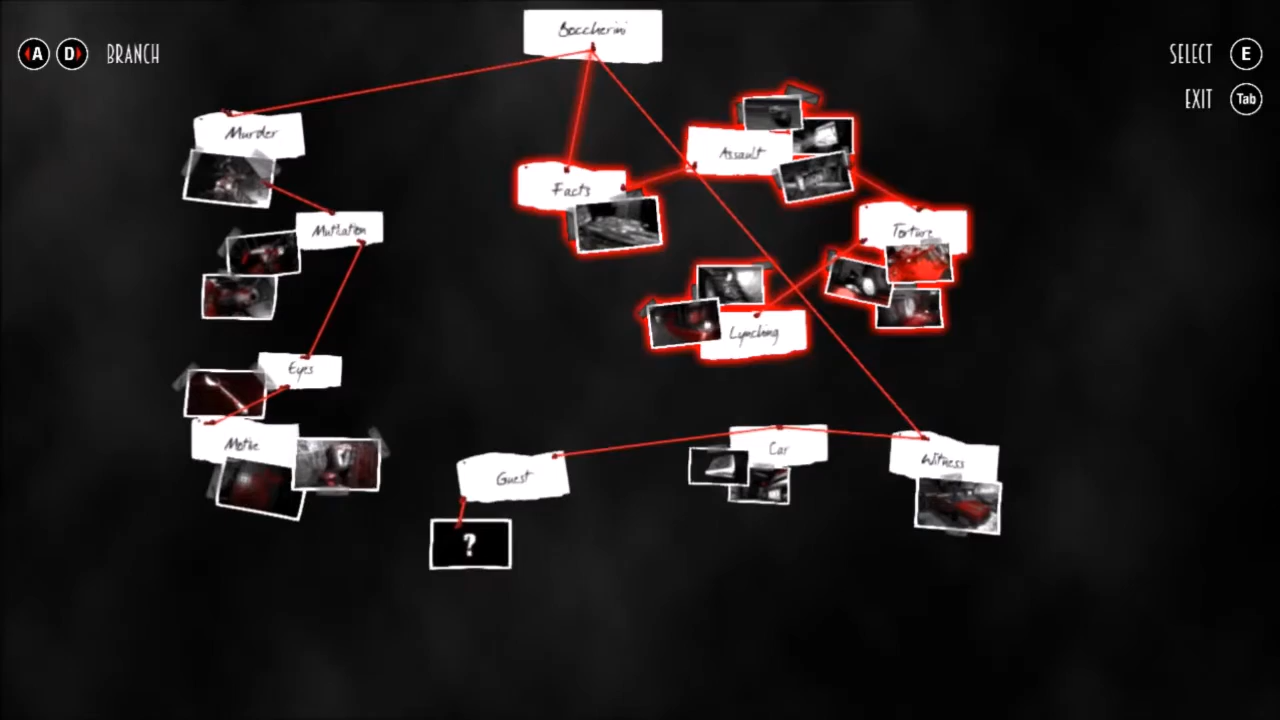 Boccherini
A D BRANCH
SELECT E
EXIT Tab
Murder
Assault
Facts
Mutilation
Torture
Lynching
Eyes
Motive
Guest
Car
Witness
?